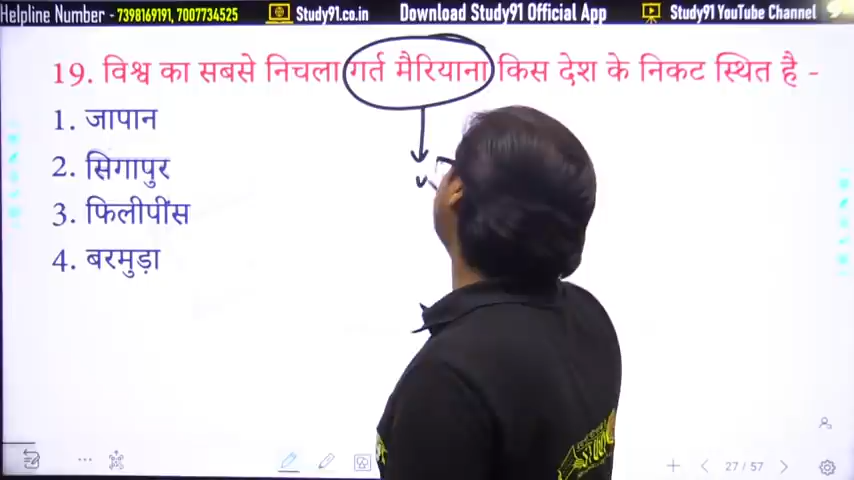 Helpline Number - 7398169191, 7007734525 Study91.co.in Download Study91 Official App Study91 YouTube Channel
19. विश्व का सबसे निचला गर्त मैरियाना किस देश के निकट स्थित है -
1. जापान
2. सिगापुर
3. फिलीपींस
4. बरमुड़ा
27 / 57